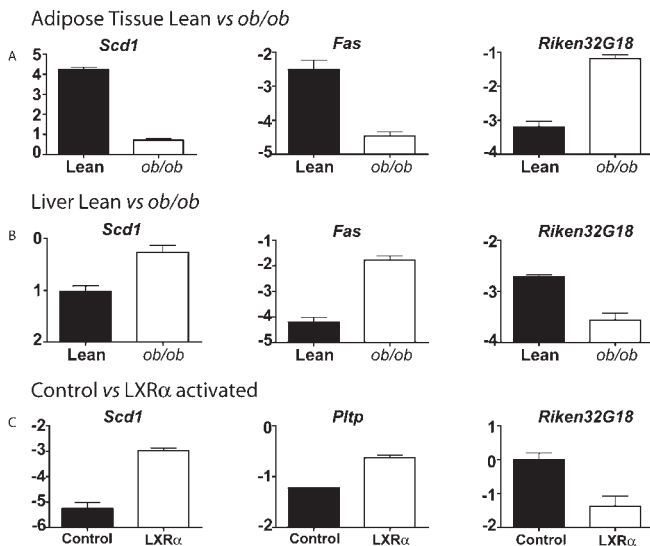 Adipose Tissue Lean vs ob/ob
A
Scd1
Fas
Riken32G18
5
4
3
2
1
0
-2
-3
-4
-5
-1
-2
-3
-4
Lean
ob/ob
Lean
ob/ob
Lean
ob/ob
Liver Lean vs ob/ob
B
Scd1
Fas
Riken32G18
0
1
2
-1
-2
-3
-4
-5
-2
-3
-4
Lean
ob/ob
Lean
ob/ob
Lean
ob/ob
Control vs LXRα activated
C
Scd1
Pltp
Riken32G18
-2
-3
-4
-5
-6
0
-1
-2
1
0
-1
-2
Control
LXRα
Control
LXRα
Control
LXRα